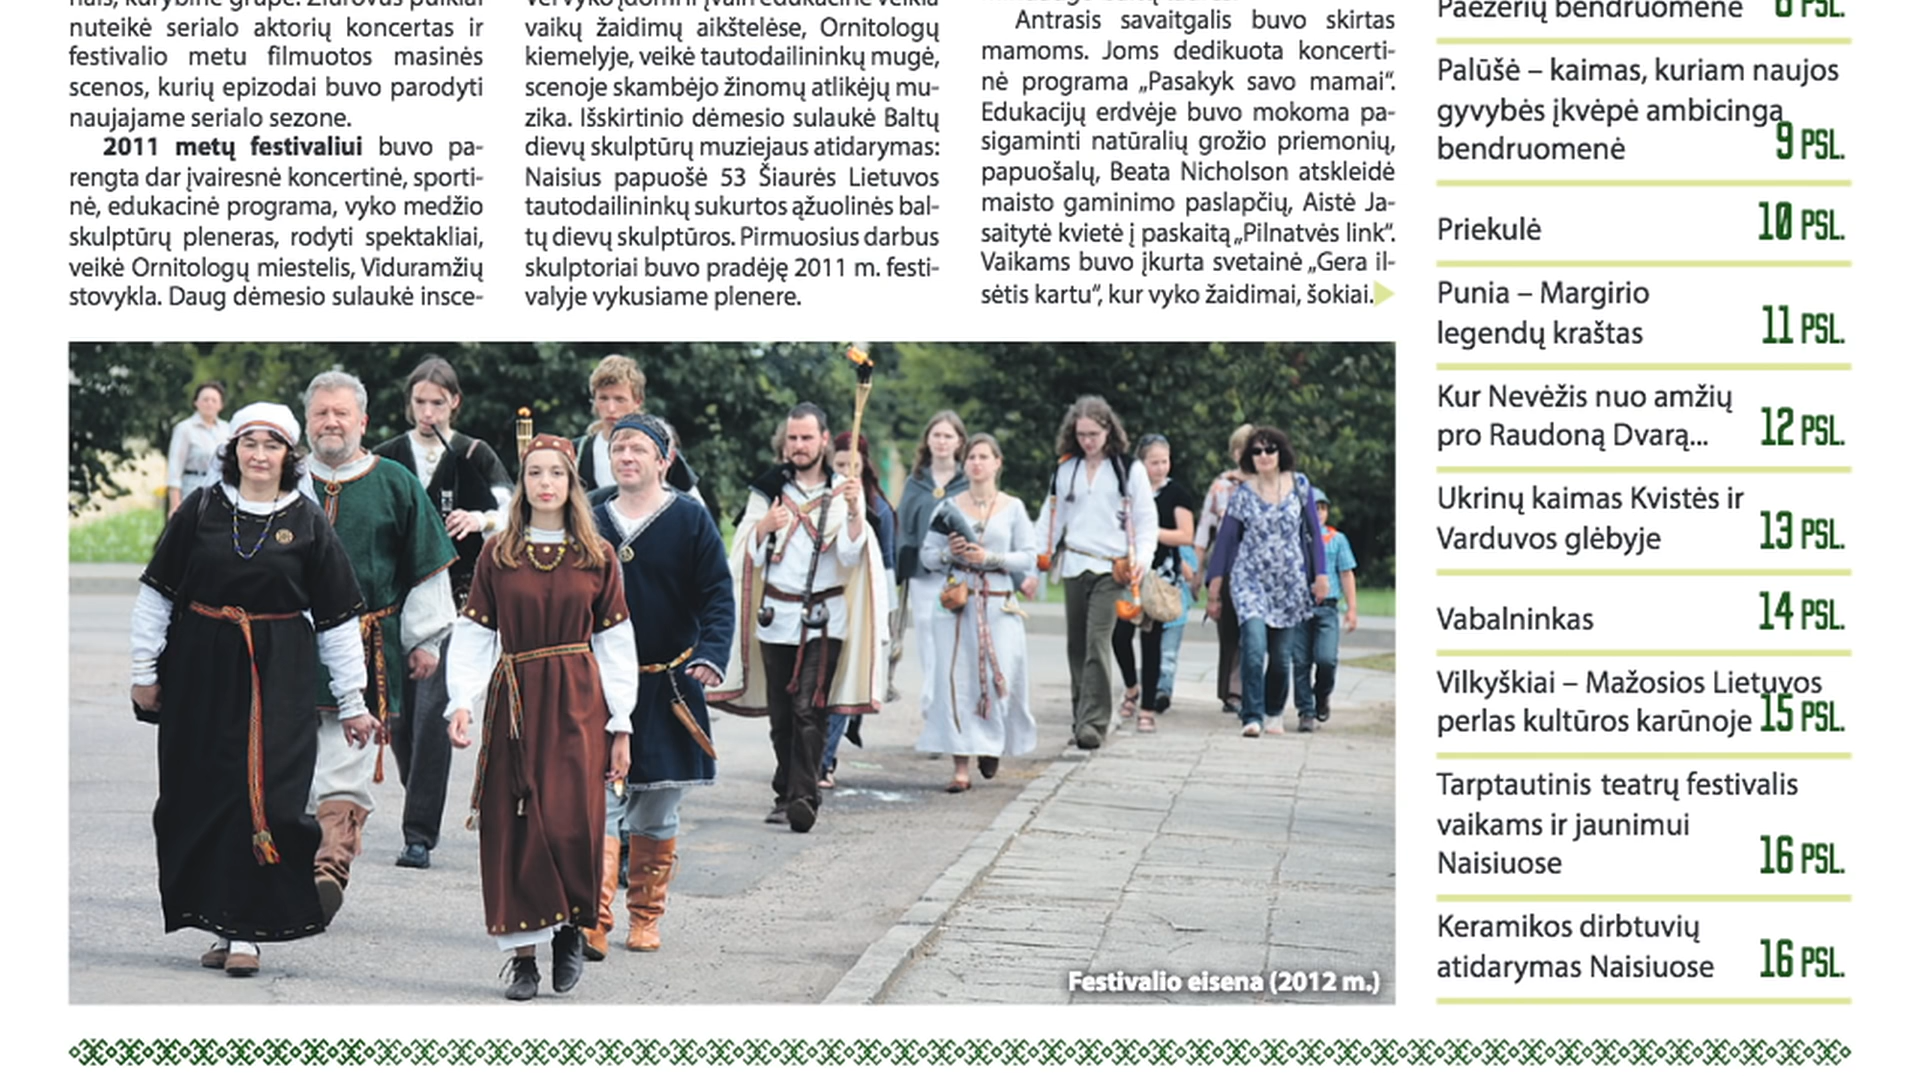 nuteikė serialo aktorių koncertas ir
festivalio metu filmuotos masinės
scenos, kurių epizodai buvo parodyti
naujajame serialo sezone.
2011 metų festivaliui buvo pa-
rengta dar įvairesnė koncertinė, sporti-
nė, edukacinė programa, vyko medžio
skulptūrų pleneras, rodyti spektakliai,
veikė Ornitologų miestelis, Viduramžių
stovykla. Daug dėmesio sulaukė insce-
vaikų žaidimų aikštelėse, Ornitologų
kiemelyje, veikė tautodailininkų mugė,
scenoje skambėjo žinomų atlikėjų mu-
zika. Išskirtinio dėmesio sulaukė Baltų
dievų skulptūrų muziejaus atidarymas:
Naisius papuošė 53 Šiaurės Lietuvos
tautodailininkų sukurtos ąžuolinės bal-
tų dievų skulptūros. Pirmuosius darbus
skulptoriai buvo pradėję 2011 m. festi-
valyje vykusiame plenere.
Antrasis savaitgalis buvo skirtas
mamoms. Joms dedikuota koncerti-
nė programa „Pasakyk savo mamai“.
Edukacijų erdvėje buvo mokoma pa-
sigaminti natūralių grožio priemonių,
papuošalų, Beata Nicholson atskleidė
maisto gaminimo paslapčių, Aistė Ja-
saitytė kvietė į paskaitą „Pilnatvės link“.
Vaikams buvo įkurta svetainė „Gera il-
sėtis kartu“, kur vyko žaidimai, šokiai.
Festivalio eisena (2012 m.)
Paežerių bendruomenė 8 PSL.
Palūšė – kaimas, kuriam naujos
gyvybės įkvėpė ambicinga
bendruomenė 9 PSL.
Priekulė 10 PSL.
Punia – Margirio
legendų kraštas 11 PSL.
Kur Nevėžis nuo amžių
pro Raudoną Dvarą... 12 PSL.
Ukrinų kaimas Kvistės ir
Varduvos glėbyje 13 PSL.
Vabalninkas 14 PSL.
Vilkyškiai – Mažosios Lietuvos
perlas kultūros karūnoje 15 PSL.
Tarptautinis teatrų festivalis
vaikams ir jaunimui
Naisiuose 16 PSL.
Keramikos dirbtuvių
atidarymas Naisiuose 16 PSL.